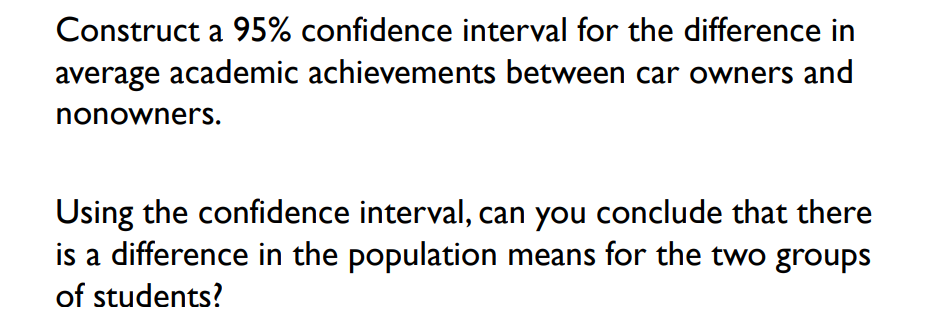 Construct a 95% confidence interval for the difference in
average academic achievements between car owners and
nonowners.
Using the confidence interval, can you conclude that there
is a difference in the population means for the two groups
of students?